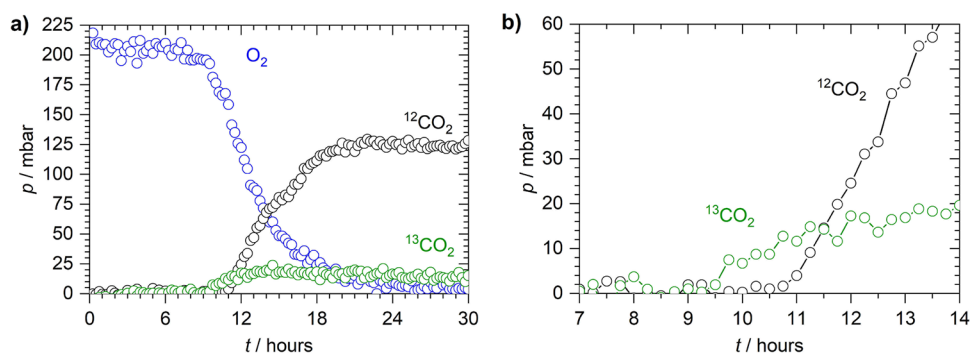 a)
225
200
175
150
125
100
75
50
25
0
p / mbar
O₂
¹²CO₂
¹³CO₂
0 6 12 18 24 30
t / hours
b)
60
50
40
30
20
10
0
p / mbar
¹²CO₂
¹³CO₂
7 8 9 10 11 12 13 14
t / hours